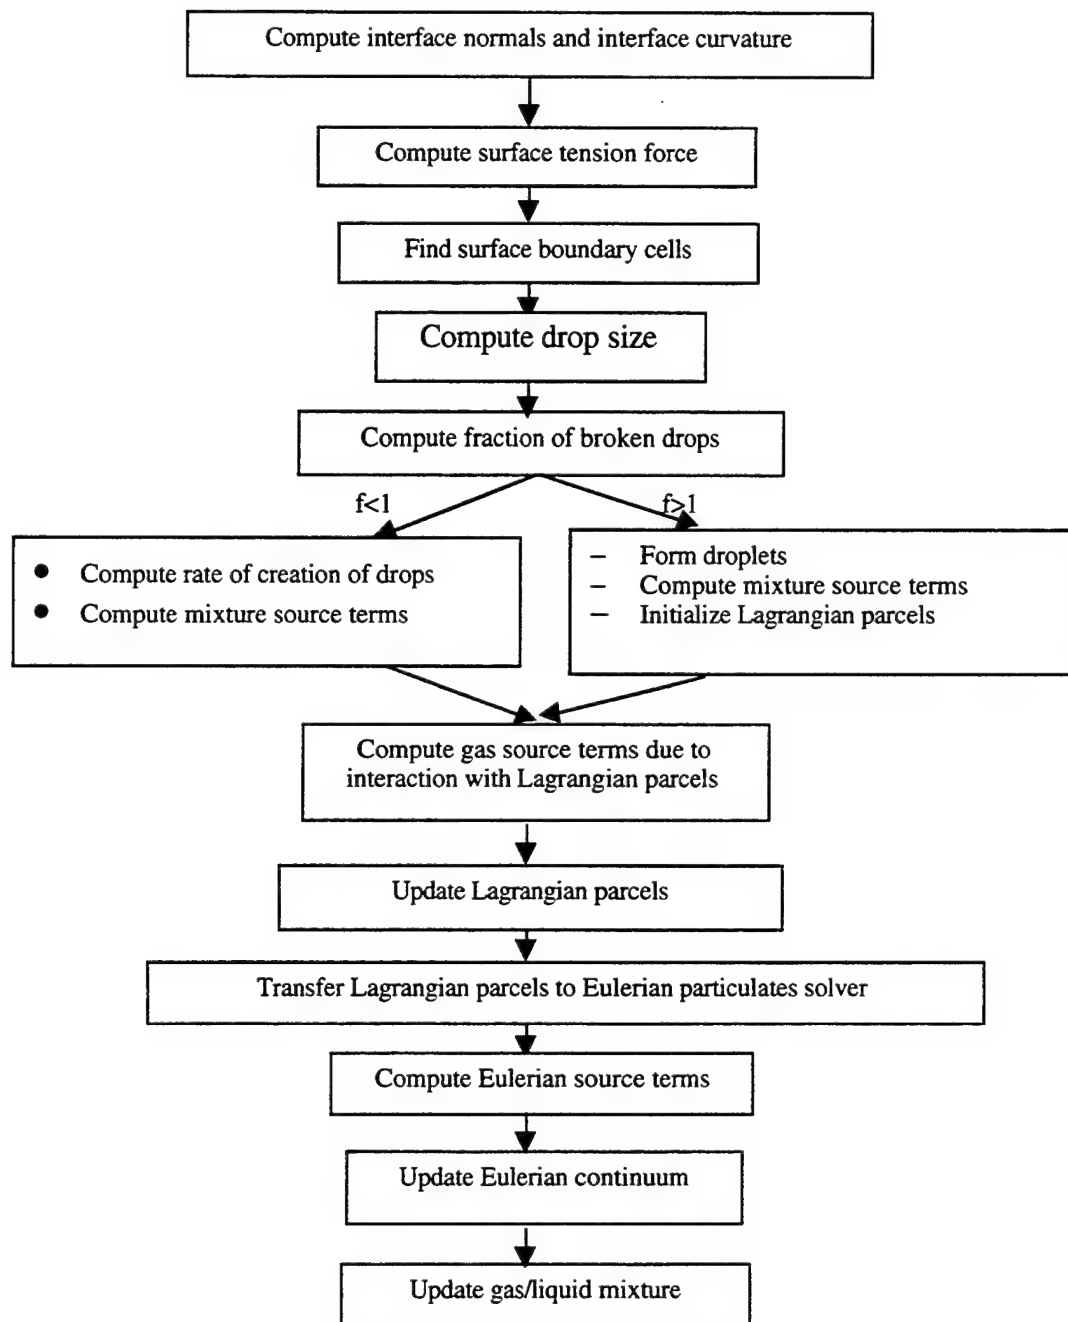 Compute interface normals and interface curvature
Compute surface tension force
Find surface boundary cells
Compute drop size
Compute fraction of broken drops
f<1
f>1
● Compute rate of creation of drops
● Compute mixture source terms
– Form droplets
– Compute mixture source terms
– Initialize Lagrangian parcels
Compute gas source terms due to
interaction with Lagrangian parcels
Update Lagrangian parcels
Transfer Lagrangian parcels to Eulerian particulates solver
Compute Eulerian source terms
Update Eulerian continuum
Update gas/liquid mixture